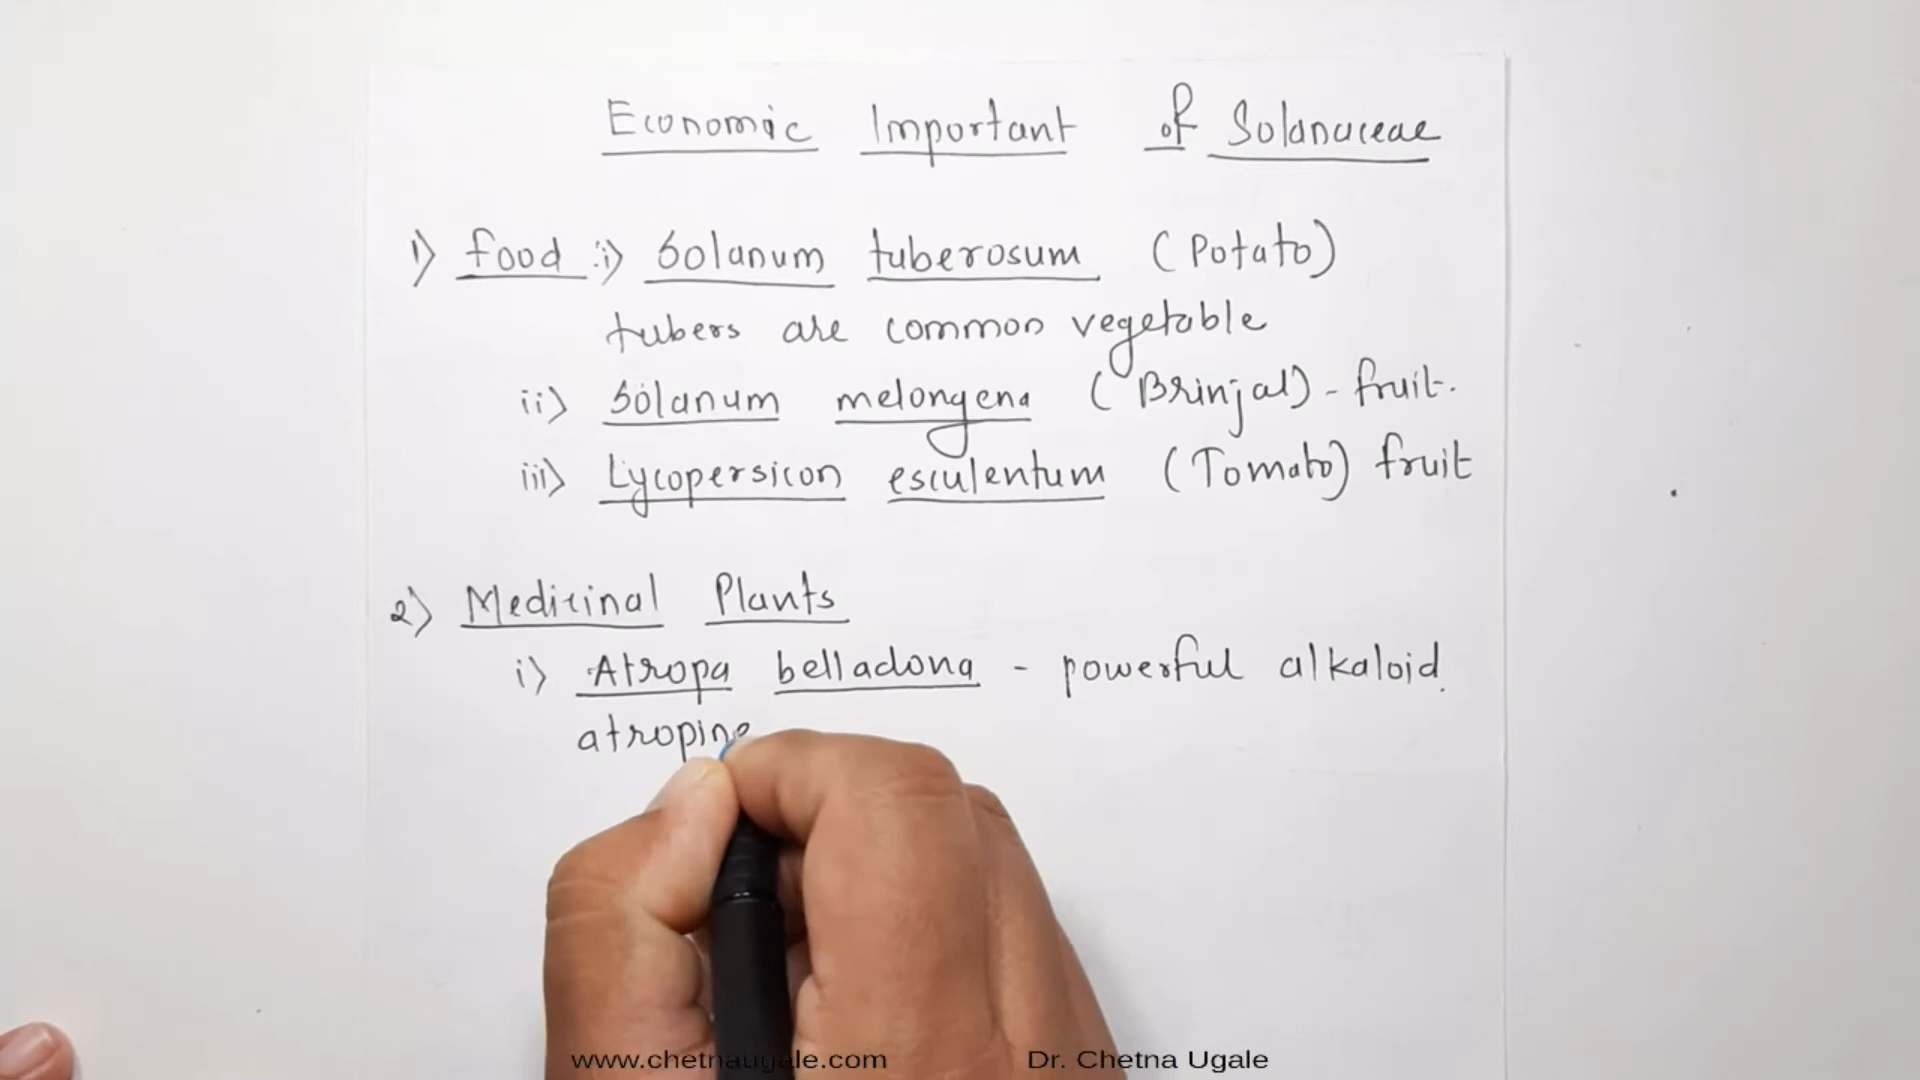 Economic Important of Solanaceae
1) food :i) Solanum tuberosum (Potato)
tubers are common vegetable
ii) Solanum melongena (Brinjal) - fruit.
iii) Lycopersicon esculentum (Tomato) fruit
2) Medicinal Plants
i) Atropa belladona - powerful alkaloid
atropine
www.chetnaugale.com Dr. Chetna Ugale